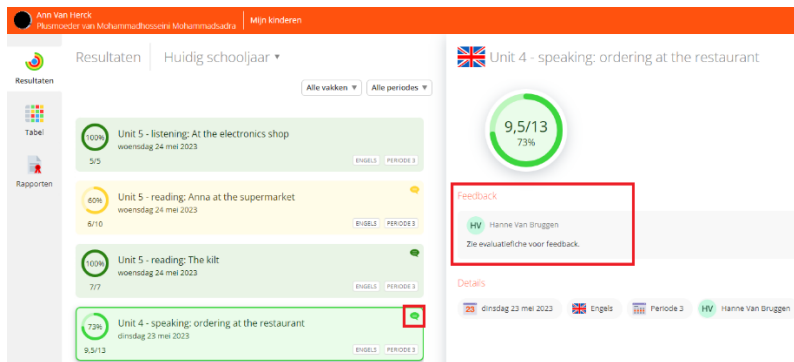 Ann Van Herck
Plusmoeder van Mohammadhosseini Mohammadsadra
Mijn kinderen
Resultaten
Tabel
Rapporten
Resultaten
Huidig schooljaar
Alle vakken
Alle periodes
100%
5/5
Unit 5 - listening: At the electronics shop
woensdag 24 mei 2023
ENGELS PERIODE 3
60%
6/10
Unit 5 - reading: Anna at the supermarket
woensdag 24 mei 2023
ENGELS PERIODE 3
100%
7/7
Unit 5 - reading: The kilt
woensdag 24 mei 2023
ENGELS PERIODE 3
73%
9,5/13
Unit 4 - speaking: ordering at the restaurant
dinsdag 23 mei 2023
ENGELS PERIODE 3
Unit 4 - speaking: ordering at the restaurant
9,5/13
73%
Feedback
HV Hanne Van Bruggen
Zie evaluatiefiche voor feedback.
Details
23 dinsdag 23 mei 2023 Engels Periode 3 HV Hanne Van Bruggen